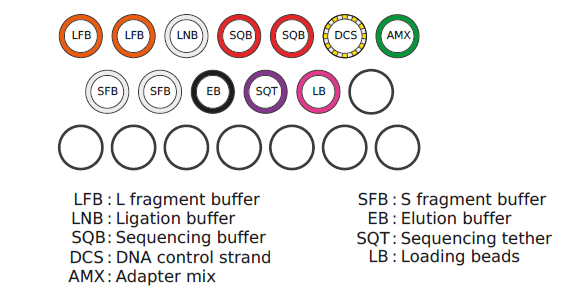 LFB LFB LNB SQB SQB DCS AMX
SFB SFB EB SQT LB
LFB : L fragment buffer
LNB : Ligation buffer
SQB : Sequencing buffer
DCS : DNA control strand
AMX : Adapter mix
SFB : S fragment buffer
EB : Elution buffer
SQT : Sequencing tether
LB : Loading beads